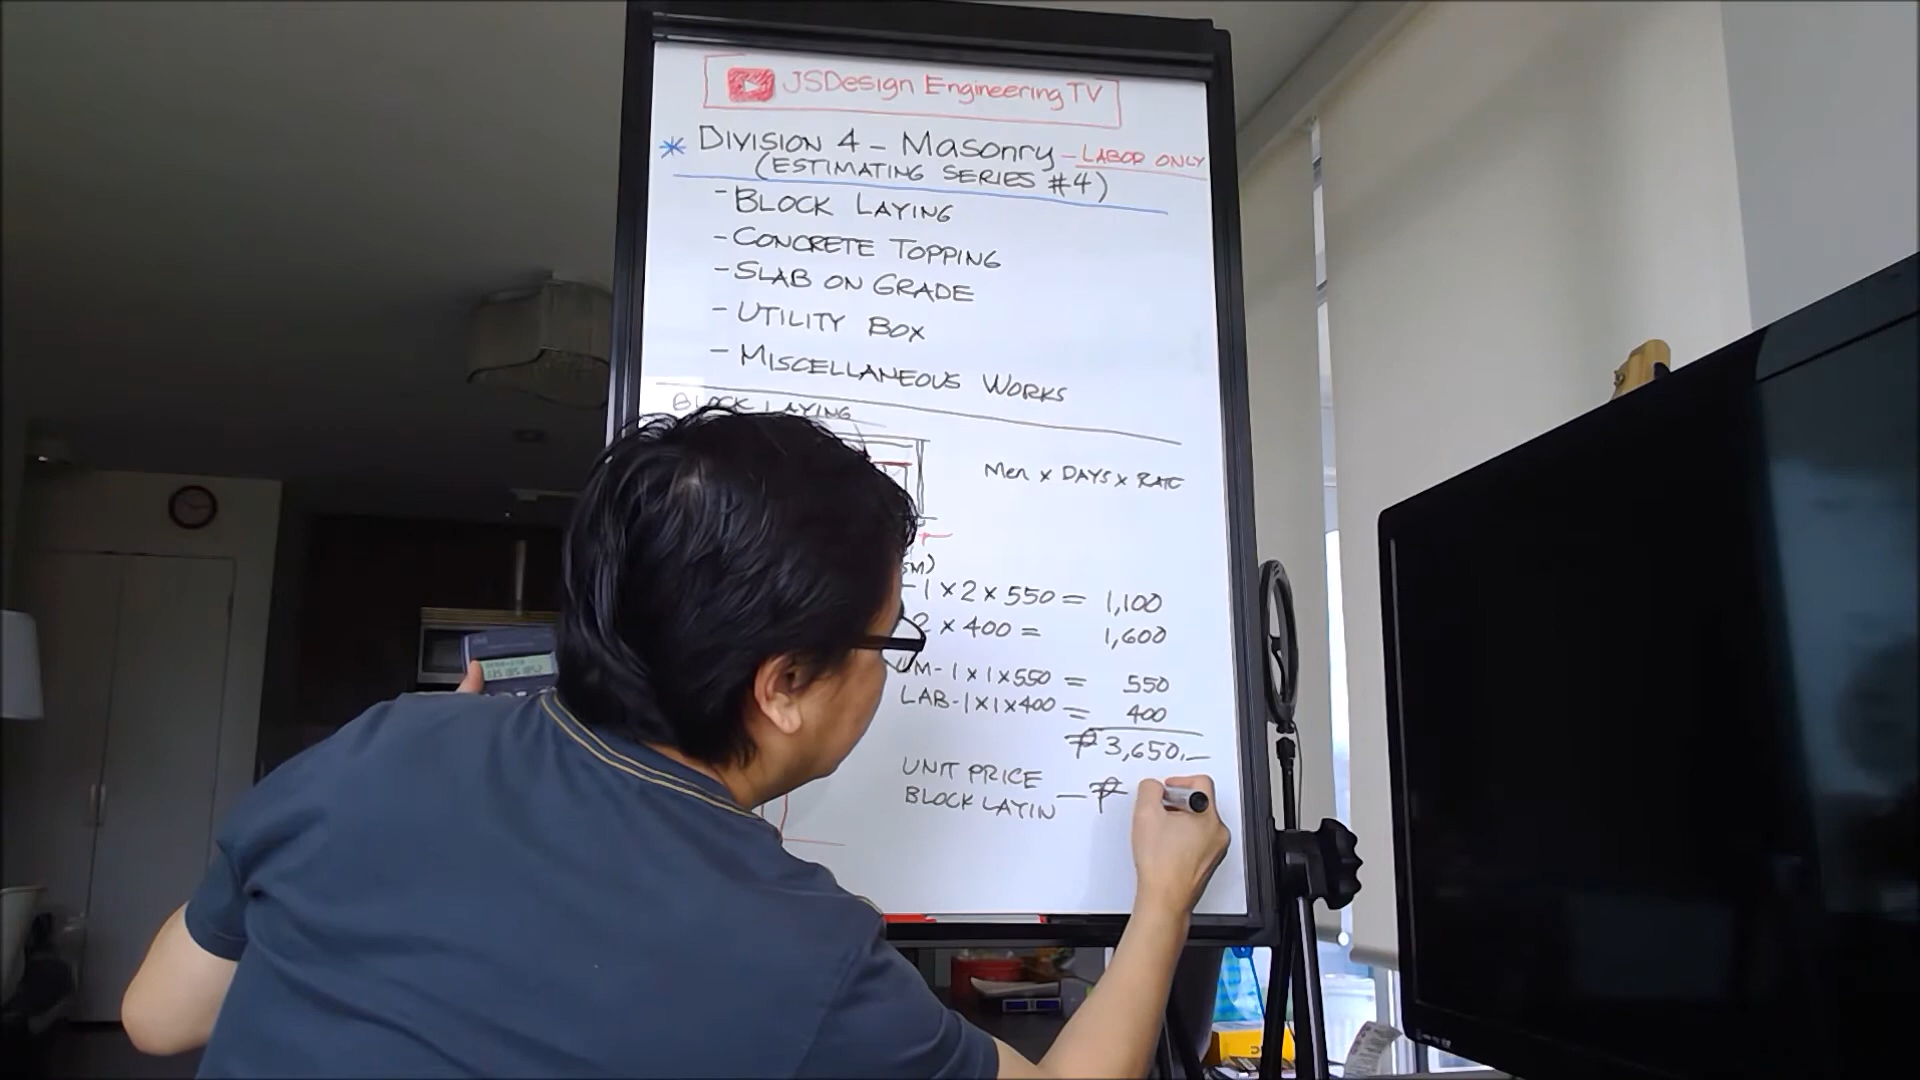 JSDesign Engineering TV
* DIVISION 4 - Masonry - LABOR ONLY
(ESTIMATING SERIES #4)
- BLOCK LAYING
- CONCRETE TOPPING
- SLAB ON GRADE
- UTILITY BOX
- MISCELLANEOUS WORKS
BLOCK LAYING
Men x DAYS x RATE
SM)
- 1 x 2 x 550 = 1,100
2 x 400 = 1,600
M - 1 x 1 x 550 = 550
LAB - 1 x 1 x 400 = 400
₱ 3,650.—
UNIT PRICE
BLOCK LAYIN — ₱